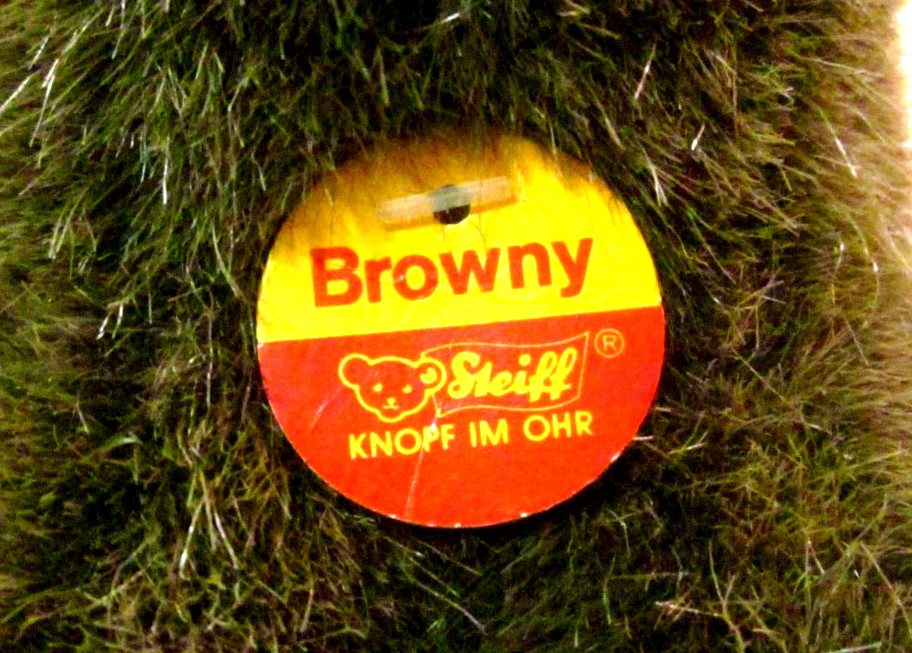 Browny
Steiff ®
KNOPF IM OHR